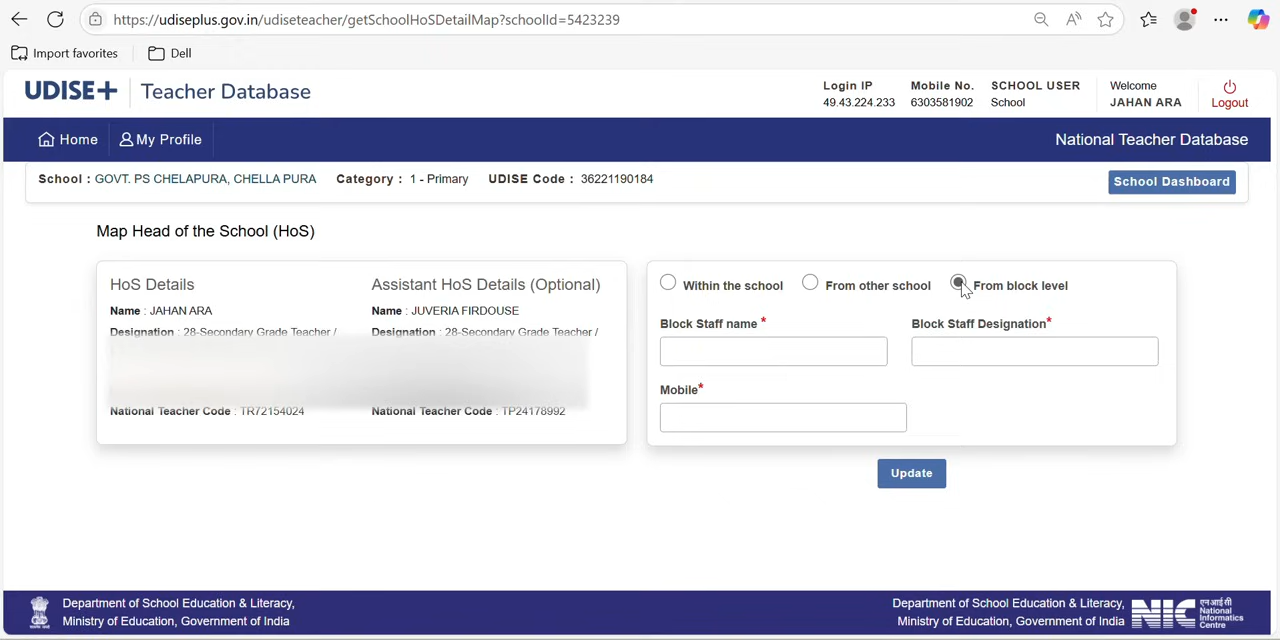 https://udiseplus.gov.in/udiseteacher/getSchoolHoSDetailMap?schoolId=5423239
Import favorites
Dell
UDISE+ Teacher Database
Login IP
49.43.224.233
Mobile No.
6303581902
SCHOOL USER
School
Welcome
JAHAN ARA
Logout
Home
My Profile
National Teacher Database
School : GOVT. PS CHELAPURA, CHELLA PURA Category : 1 - Primary UDISE Code : 36221190184
School Dashboard
Map Head of the School (HoS)
HoS Details
Name : JAHAN ARA
Designation : 28-Secondary Grade Teacher /
National Teacher Code : TR72154024
Assistant HoS Details (Optional)
Name : JUVERIA FIRDOUSE
Designation : 28-Secondary Grade Teacher /
National Teacher Code : TP24178992
Within the school
From other school
From block level
Block Staff name *
Block Staff Designation*
Mobile*
Update
Department of School Education & Literacy,
Ministry of Education, Government of India
Department of School Education & Literacy,
Ministry of Education, Government of India
NIC
एन आई सी
National
Informatics
Centre